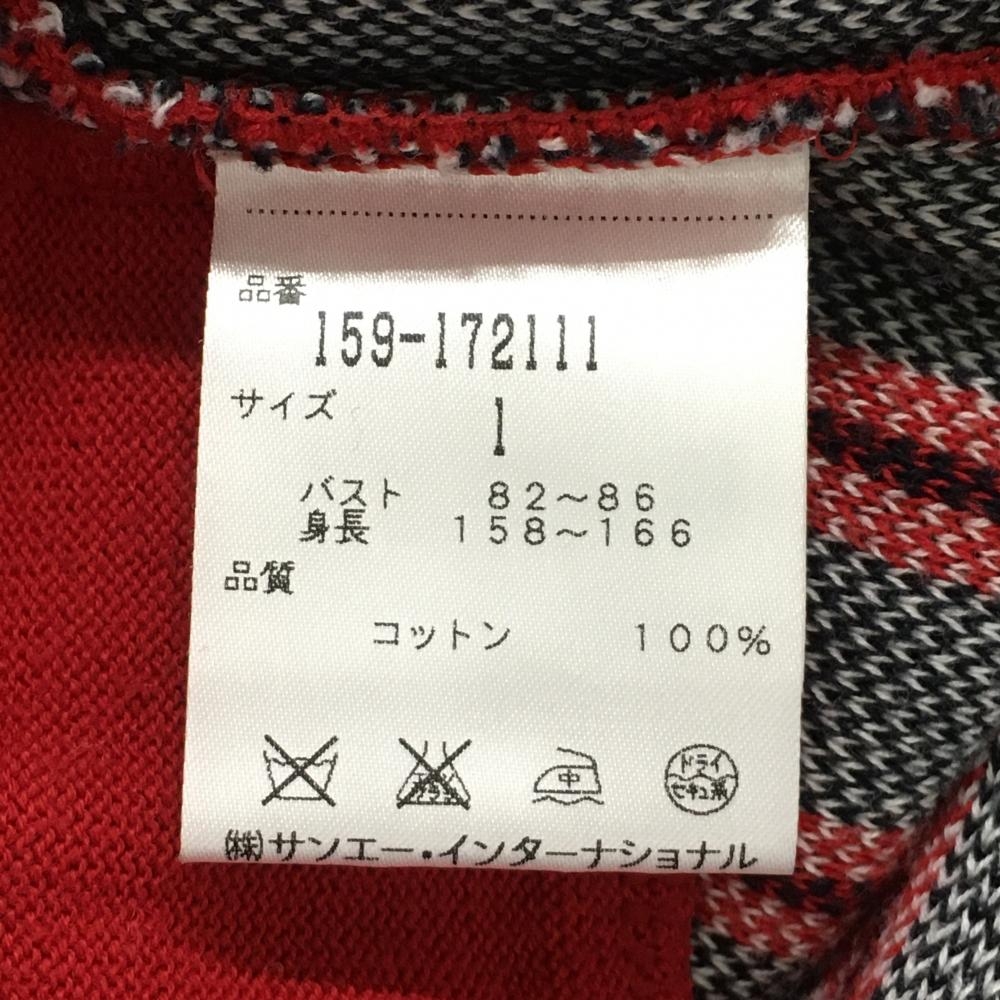 品番
159-172111
サイズ
1
バスト 82～86
身長 158～166
品質
コットン 100%
中
ドライ
セキユ系
㈱サンエー・インターナショナル